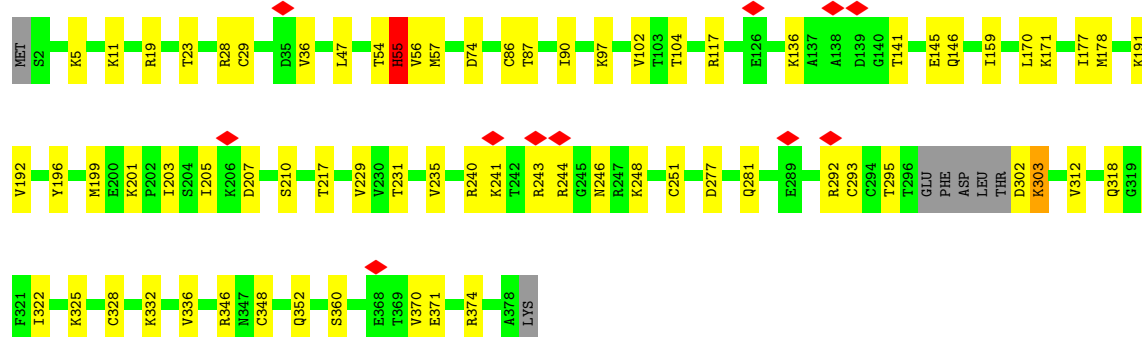 MET S2 K5 K11 R19 T23 R28 C29 D35 V36 L47 T54 H55 V56 M57 D74 C86 T87 I90 K97 V102 T103 T104 R117 E126 K136 A137 A138 D139 G140 T141 E145 Q146 I159 L170 K171 I177 M178 K191
V192 Y196 M199 E200 K201 P202 I203 S204 I205 K206 D207 S210 T217 V229 V230 T231 V235 R240 K241 T242 R243 R244 G245 N246 R247 K248 C251 D277 Q281 E289 R292 C293 C294 T295 T296 GLU PHE ASP LEU THR D302 K303 V312 Q318 G319
F321 I322 K325 C328 K332 V336 R346 N347 C348 Q352 S360 E368 T369 V370 E371 R374 A378 LYS